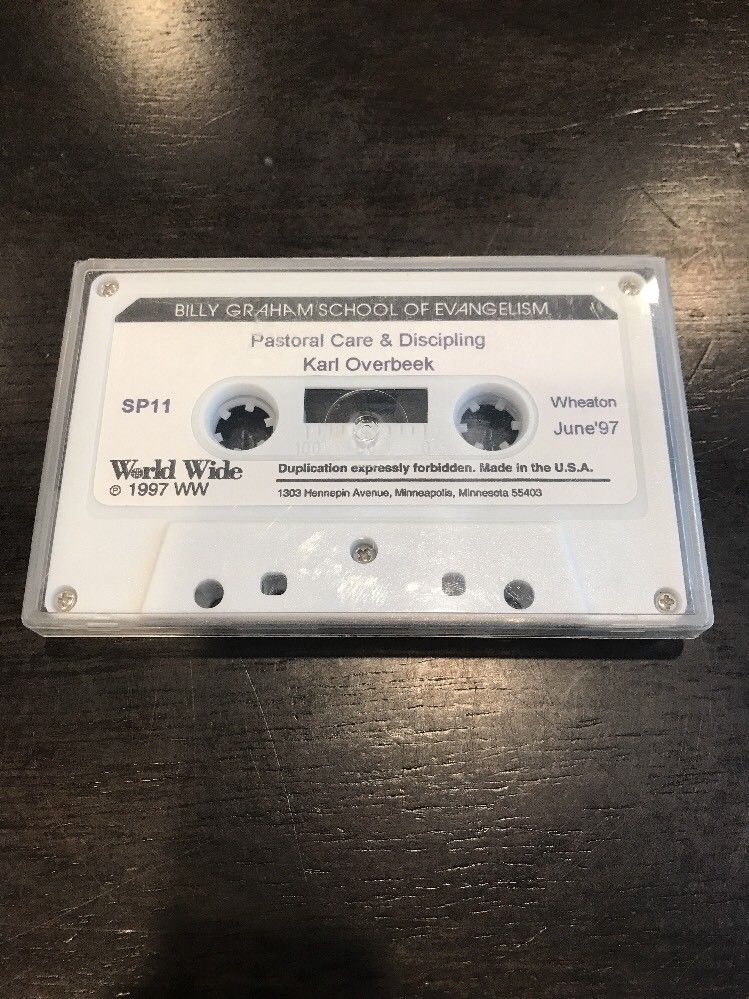 BILLY GRAHAM SCHOOL OF EVANGELISM
Pastoral Care & Discipling
Karl Overbeek
SP11
Wheaton
June'97
World Wide
℗ 1997 WW
Duplication expressly forbidden. Made in the U.S.A.
1303 Hennepin Avenue, Minneapolis, Minnesota 55403
100